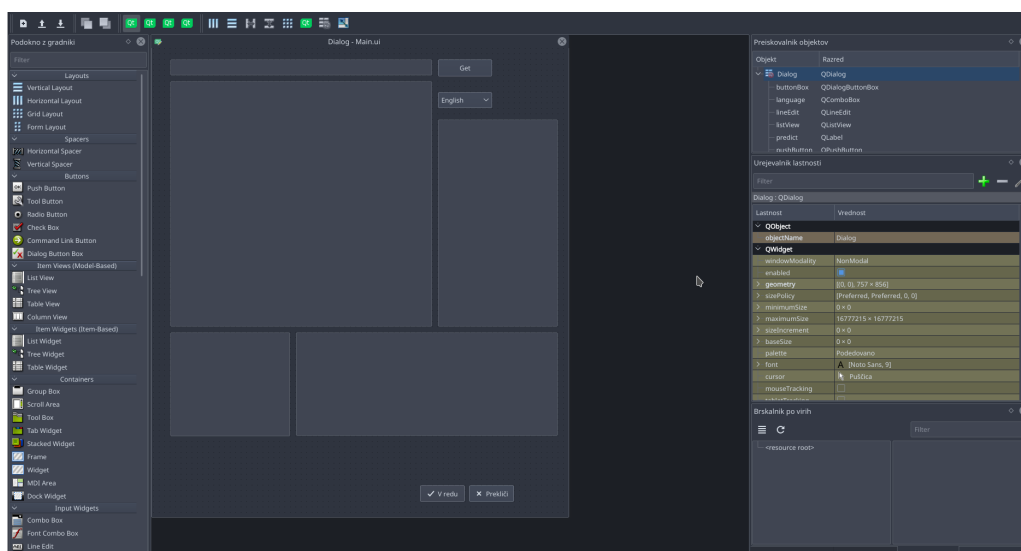 Podokno z gradniki
Filter
Layouts
Vertical Layout
Horizontal Layout
Grid Layout
Form Layout
Spacers
Horizontal Spacer
Vertical Spacer
Buttons
Push Button
Tool Button
Radio Button
Check Box
Command Link Button
Dialog Button Box
Item Views (Model-Based)
List View
Tree View
Table View
Column View
Item Widgets (Item-Based)
List Widget
Tree Widget
Table Widget
Containers
Group Box
Scroll Area
Tool Box
Tab Widget
Stacked Widget
Frame
Widget
MDI Area
Dock Widget
Input Widgets
Combo Box
Font Combo Box
Line Edit
Dialog - Main.ui
Get
English
V redu
Prekliči
Preiskovalnik objektov
Objekt Razred
Dialog QDialog
buttonBox QDialogButtonBox
language QComboBox
lineEdit QLineEdit
listView QListView
predict QLabel
pushButton QPushButton
Urejevalnik lastnosti
Filter
Dialog : QDialog
Lastnost Vrednost
QObject
objectName Dialog
QWidget
windowModality NonModal
enabled
geometry [(0, 0), 757 × 856]
sizePolicy [Preferred, Preferred, 0, 0]
minimumSize 0 × 0
maximumSize 16777215 × 16777215
sizeIncrement 0 × 0
baseSize 0 × 0
palette Podedovano
font A [Noto Sans, 9]
cursor Puščica
mouseTracking
Brskalnik po virih
Filter
<resource root>